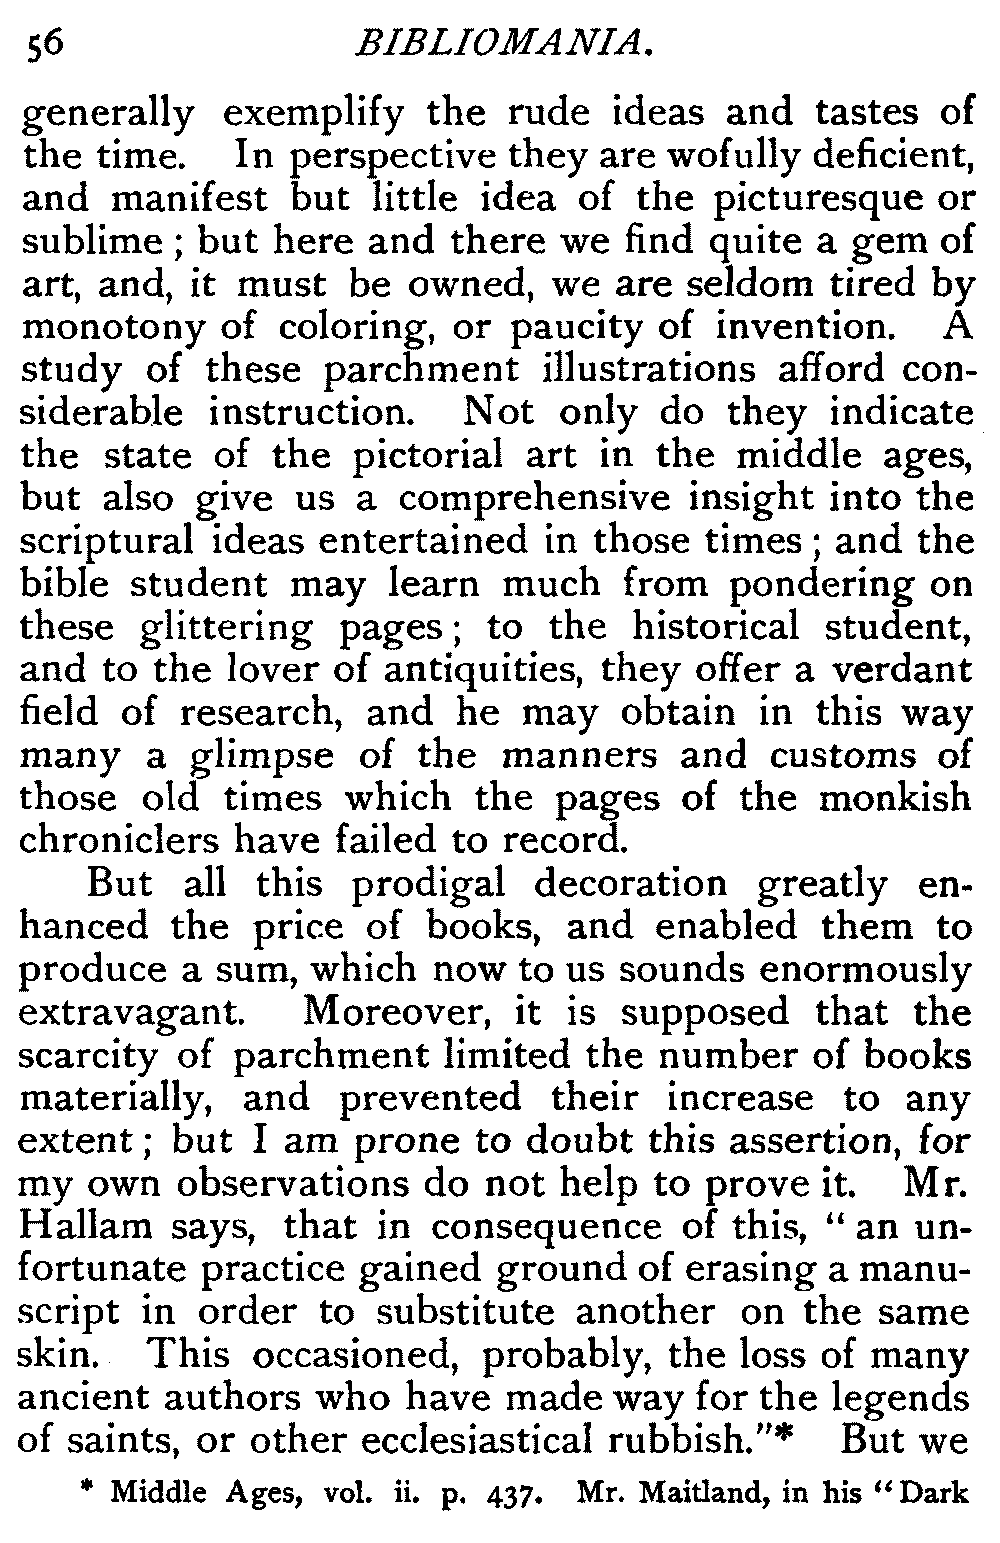 56 BIBLIOMANIA.
generally exemplify the rude ideas and tastes of
the time. In perspective they are wofully deficient,
and manifest but little idea of the picturesque or
sublime ; but here and there we find quite a gem of
art, and, it must be owned, we are seldom tired by
monotony of coloring, or paucity of invention. A
study of these parchment illustrations afford con-
siderable instruction. Not only do they indicate
the state of the pictorial art in the middle ages,
but also give us a comprehensive insight into the
scriptural ideas entertained in those times ; and the
bible student may learn much from pondering on
these glittering pages ; to the historical student,
and to the lover of antiquities, they offer a verdant
field of research, and he may obtain in this way
many a glimpse of the manners and customs of
those old times which the pages of the monkish
chroniclers have failed to record.
But all this prodigal decoration greatly en-
hanced the price of books, and enabled them to
produce a sum, which now to us sounds enormously
extravagant. Moreover, it is supposed that the
scarcity of parchment limited the number of books
materially, and prevented their increase to any
extent ; but I am prone to doubt this assertion, for
my own observations do not help to prove it. Mr.
Hallam says, that in consequence of this, “ an un-
fortunate practice gained ground of erasing a manu-
script in order to substitute another on the same
skin. This occasioned, probably, the loss of many
ancient authors who have made way for the legends
of saints, or other ecclesiastical rubbish.”* But we
* Middle Ages, vol. ii. p. 437. Mr. Maitland, in his “ Dark